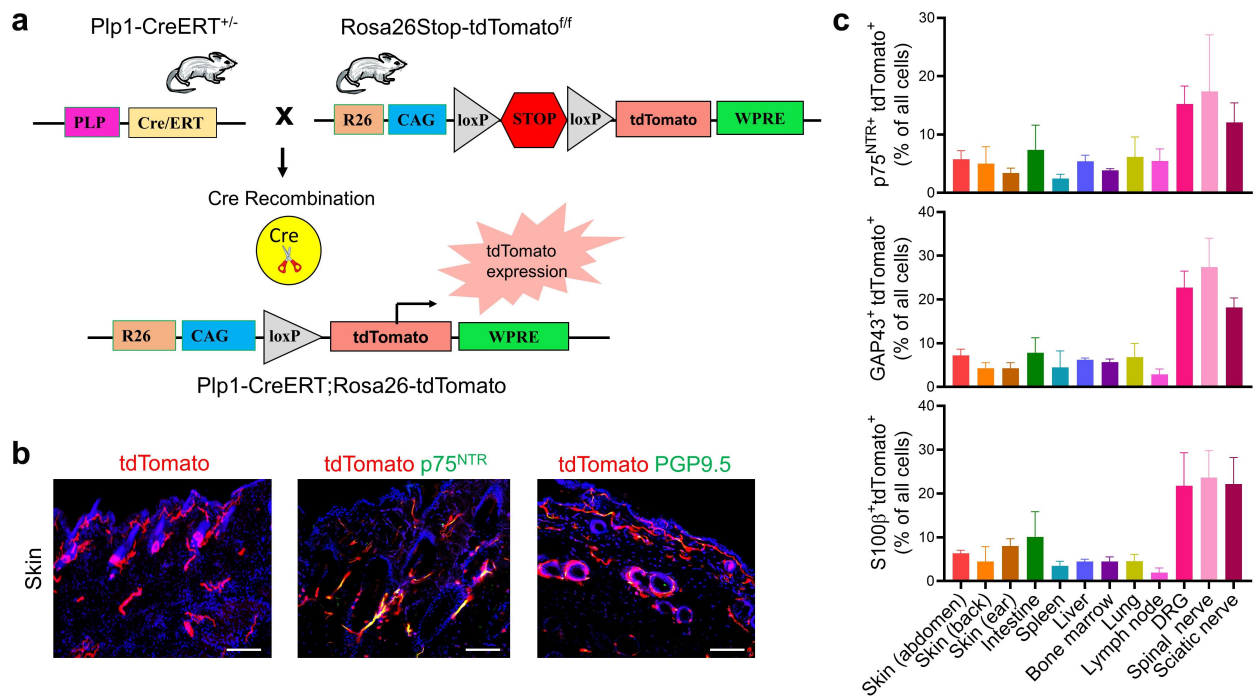 a
Plp1-CreERT+/-
Rosa26Stop-tdTomatof/f
PLP
Cre/ERT
x
R26
CAG
loxP
STOP
loxP
tdTomato
WPRE
Cre Recombination
Cre
tdTomato
expression
R26
CAG
loxP
tdTomato
WPRE
Plp1-CreERT;Rosa26-tdTomato
b
tdTomato
tdTomato p75NTR
tdTomato PGP9.5
Skin
c
p75NTR+ tdTomato+
(% of all cells)
30
20
10
0
GAP43+ tdTomato+
(% of all cells)
40
30
20
10
0
S100β+tdTomato+
(% of all cells)
40
30
20
10
0
Skin (abdomen)
Skin (back)
Skin (ear)
Intestine
Spleen
Liver
Bone marrow
Lung
Lymph node
DRG
Spinal nerve
Sciatic nerve